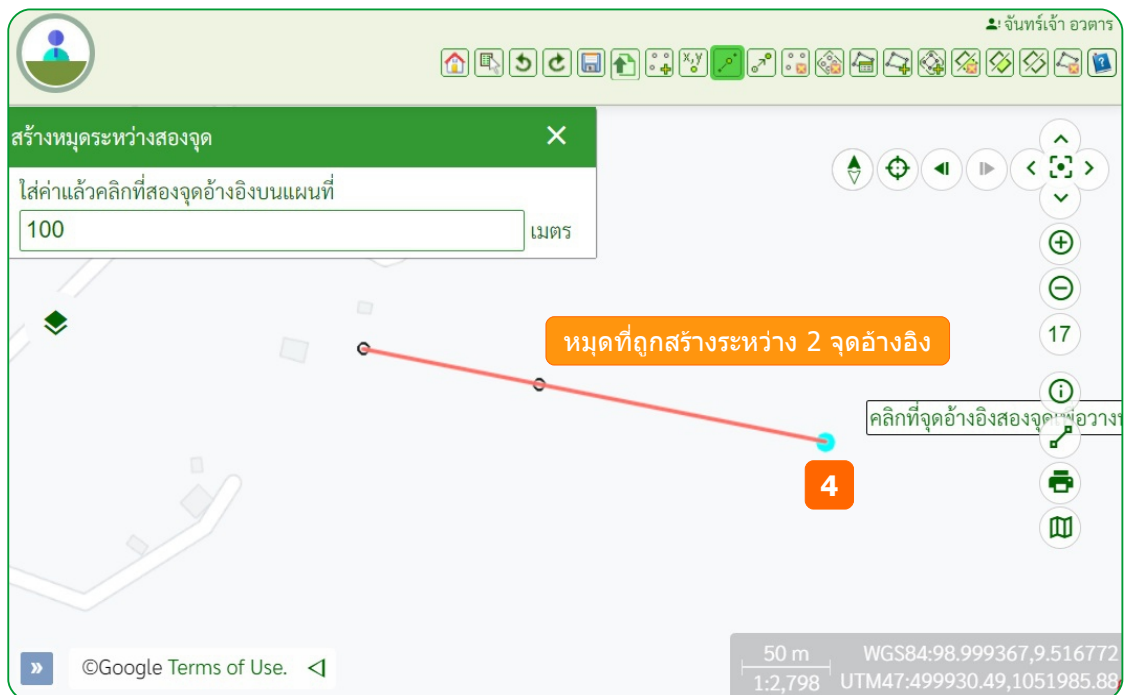 จันทร์เจ้า อวตาร
x,y
สร้างหมุดระหว่างสองจุด
ใส่ค่าแล้วคลิกที่สองจุดอ้างอิงบนแผนที่
100 เมตร
17
หมุดที่ถูกสร้างระหว่าง 2 จุดอ้างอิง
คลิกที่จุดอ้างอิงสองจุดเพื่อวาง
4
50 m WGS84:98.999367,9.516772
1:2,798 UTM47:499930.49,1051985.88
©Google Terms of Use.